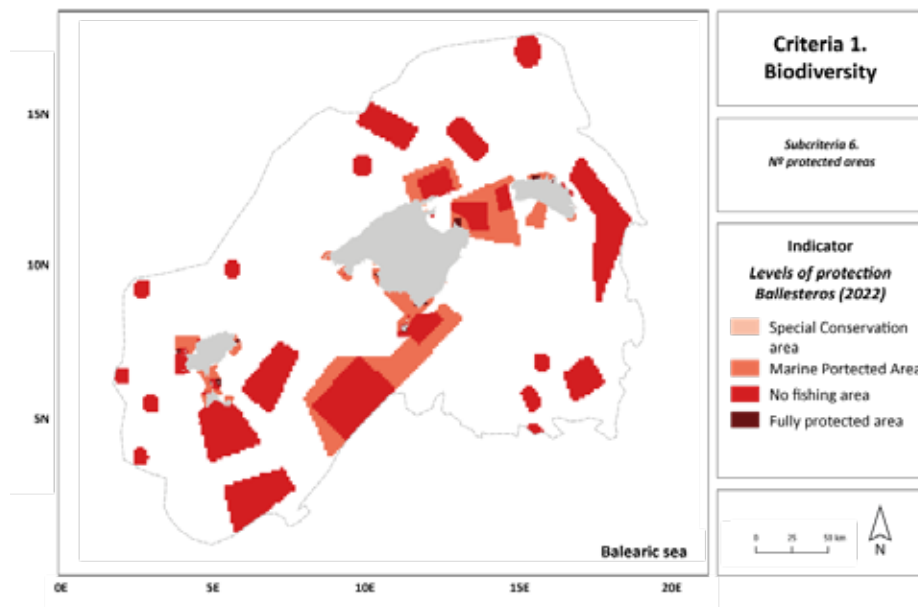 Criteria 1.
Biodiversity
Subcriteria 6.
Nº protected areas
Indicator
Levels of protection
Ballesteros (2022)
Special Conservation
area
Marine Portected Area
No fishing area
Fully protected area
15N
10N
5N
Balearic sea
0 25 50 km
N
0E 5E 10E 15E 20E